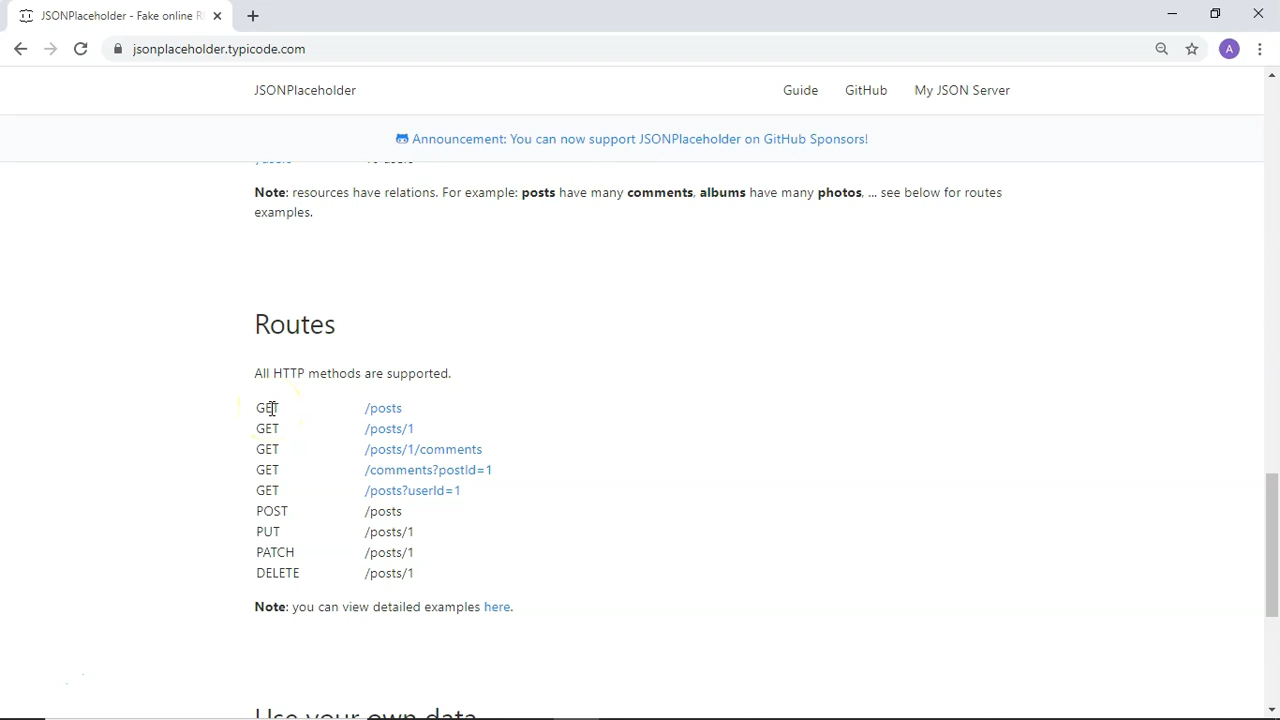 JSONPlaceholder - Fake online R
jsonplaceholder.typicode.com
A
JSONPlaceholder
Guide
GitHub
My JSON Server
Announcement: You can now support JSONPlaceholder on GitHub Sponsors!
Note: resources have relations. For example: posts have many comments, albums have many photos, ... see below for routes
examples.
Routes
All HTTP methods are supported.
GET /posts
GET /posts/1
GET /posts/1/comments
GET /comments?postId=1
GET /posts?userId=1
POST /posts
PUT /posts/1
PATCH /posts/1
DELETE /posts/1
Note: you can view detailed examples here.
Use your own data